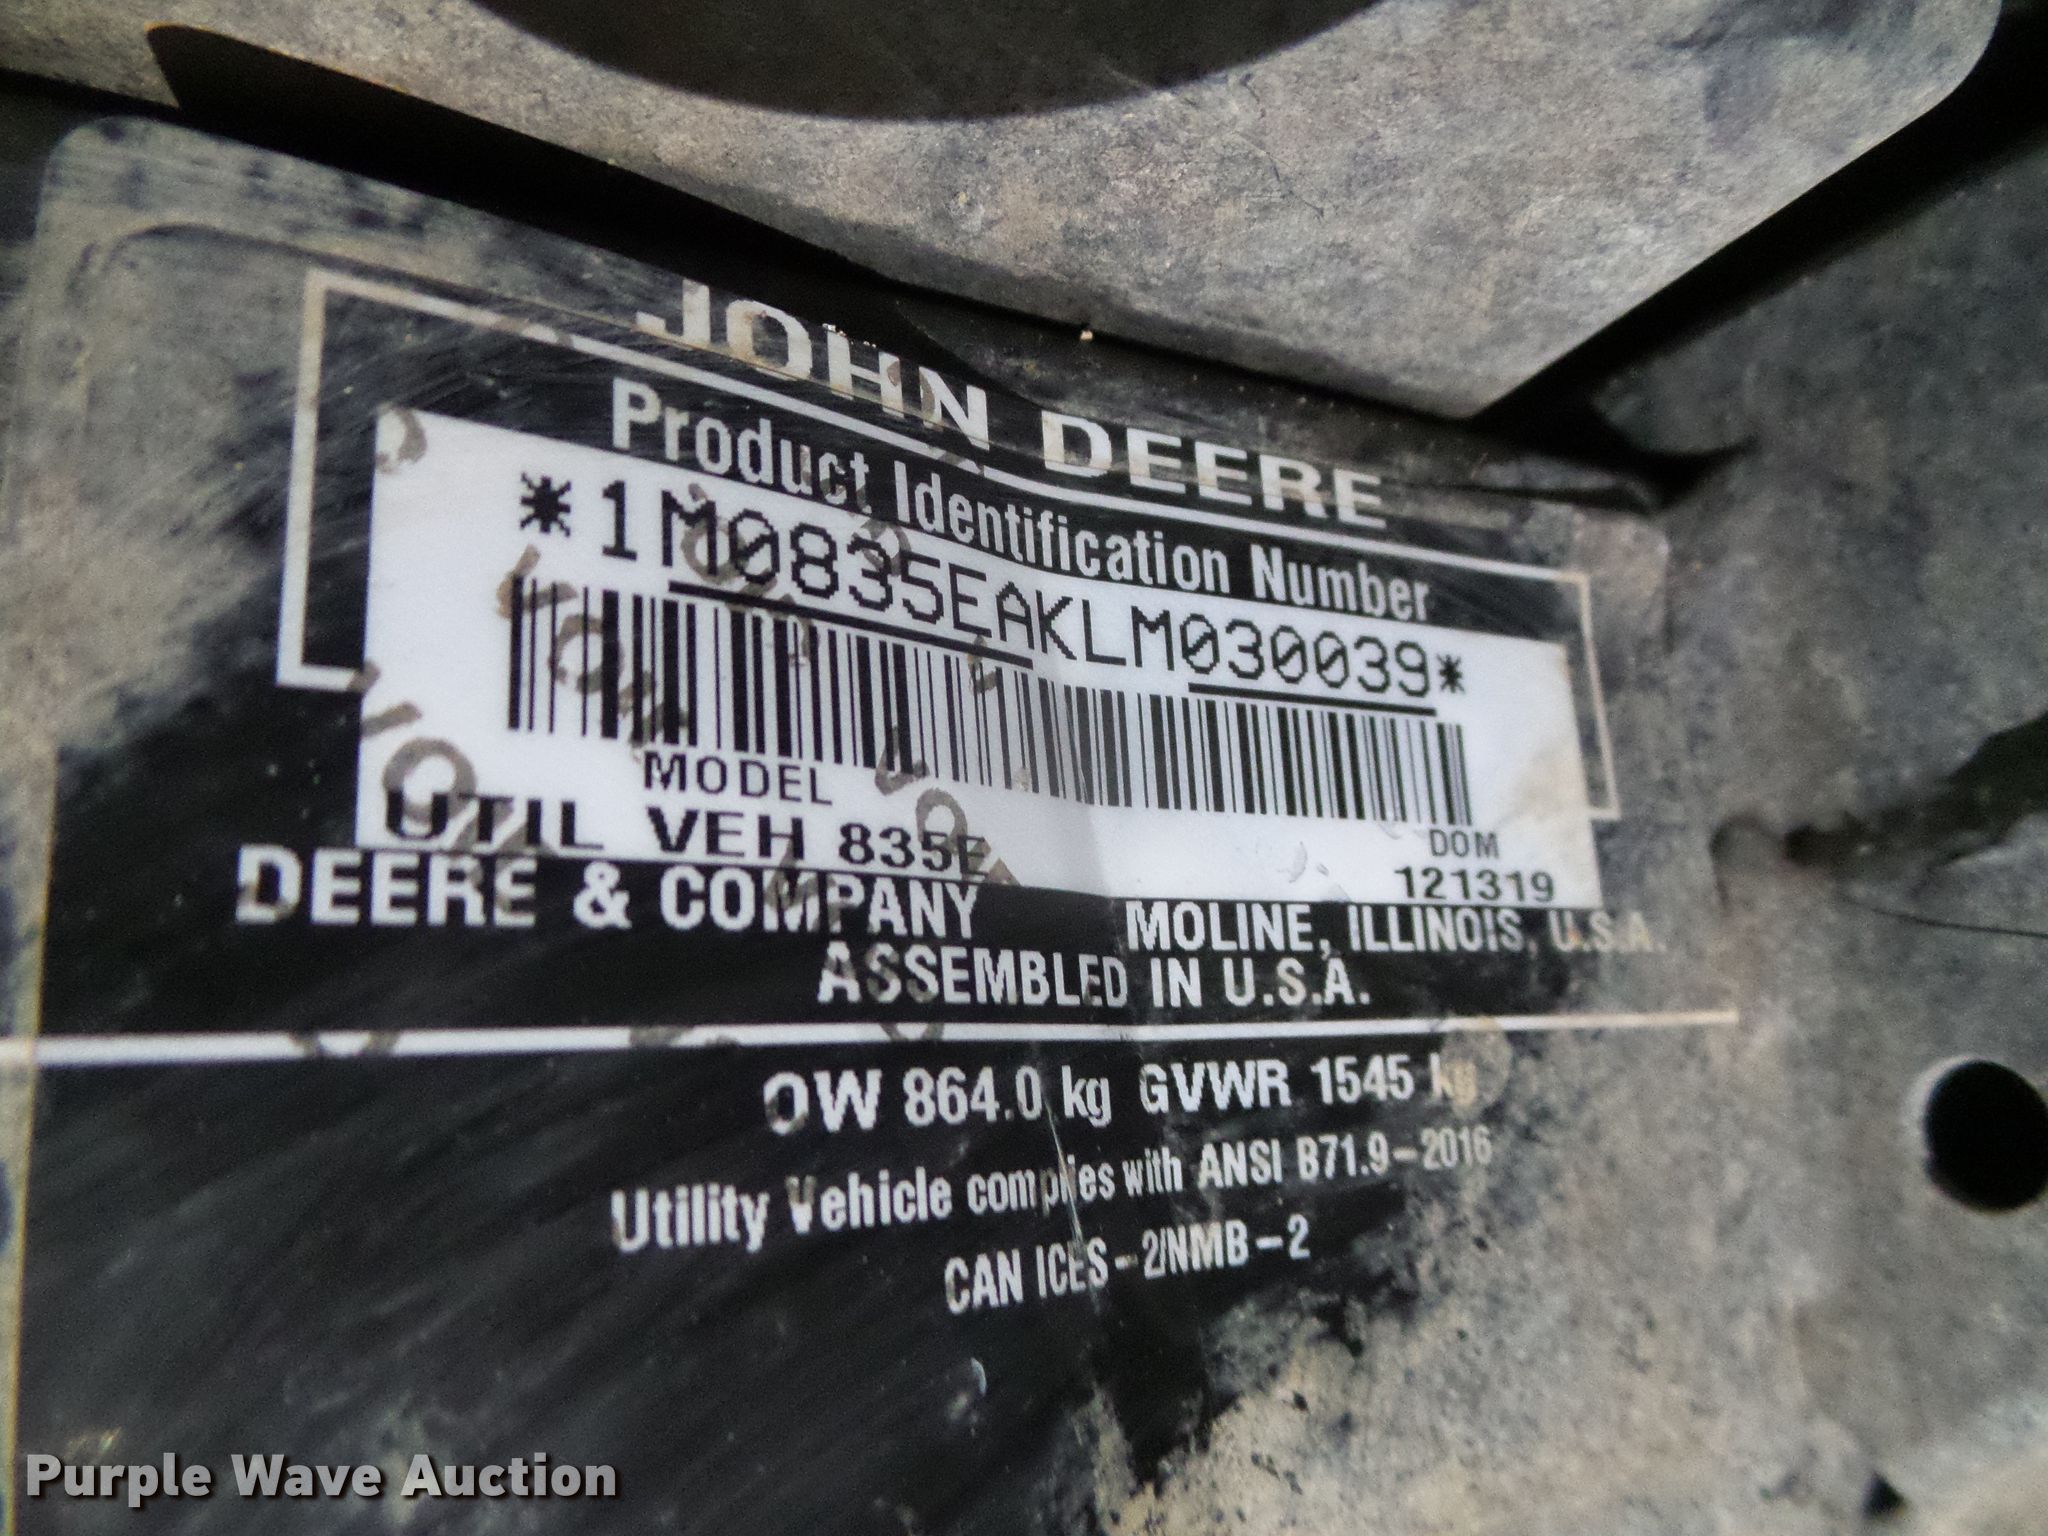 JOHN DEERE
Product Identification Number
*1M0835EAKLM030039*
MODEL
UTIL VEH 835E
DOM
121319
DEERE & COMPANY MOLINE, ILLINOIS, U.S.A.
ASSEMBLED IN U.S.A.
OW 864.0 kg GVWR 1545 kg
Utility Vehicle complies with ANSI B71.9-2016
CAN ICES-2/NMB-2
Purple Wave Auction